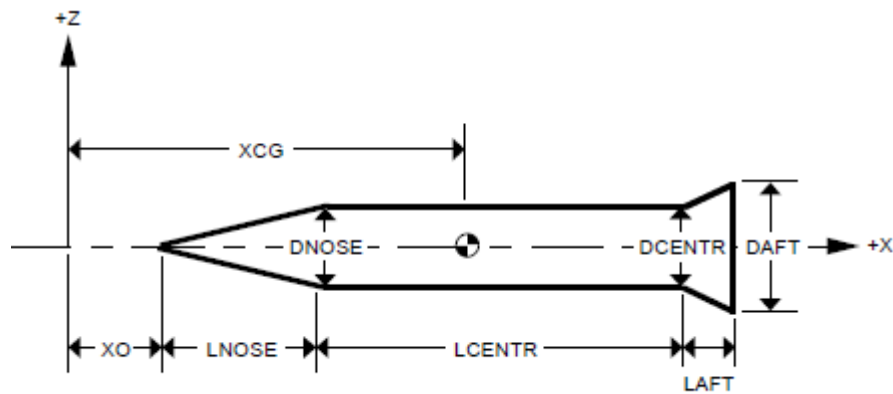 +Z
XCG
DNOSE
DCENTR
DAFT
+X
XO
LNOSE
LCENTR
LAFT